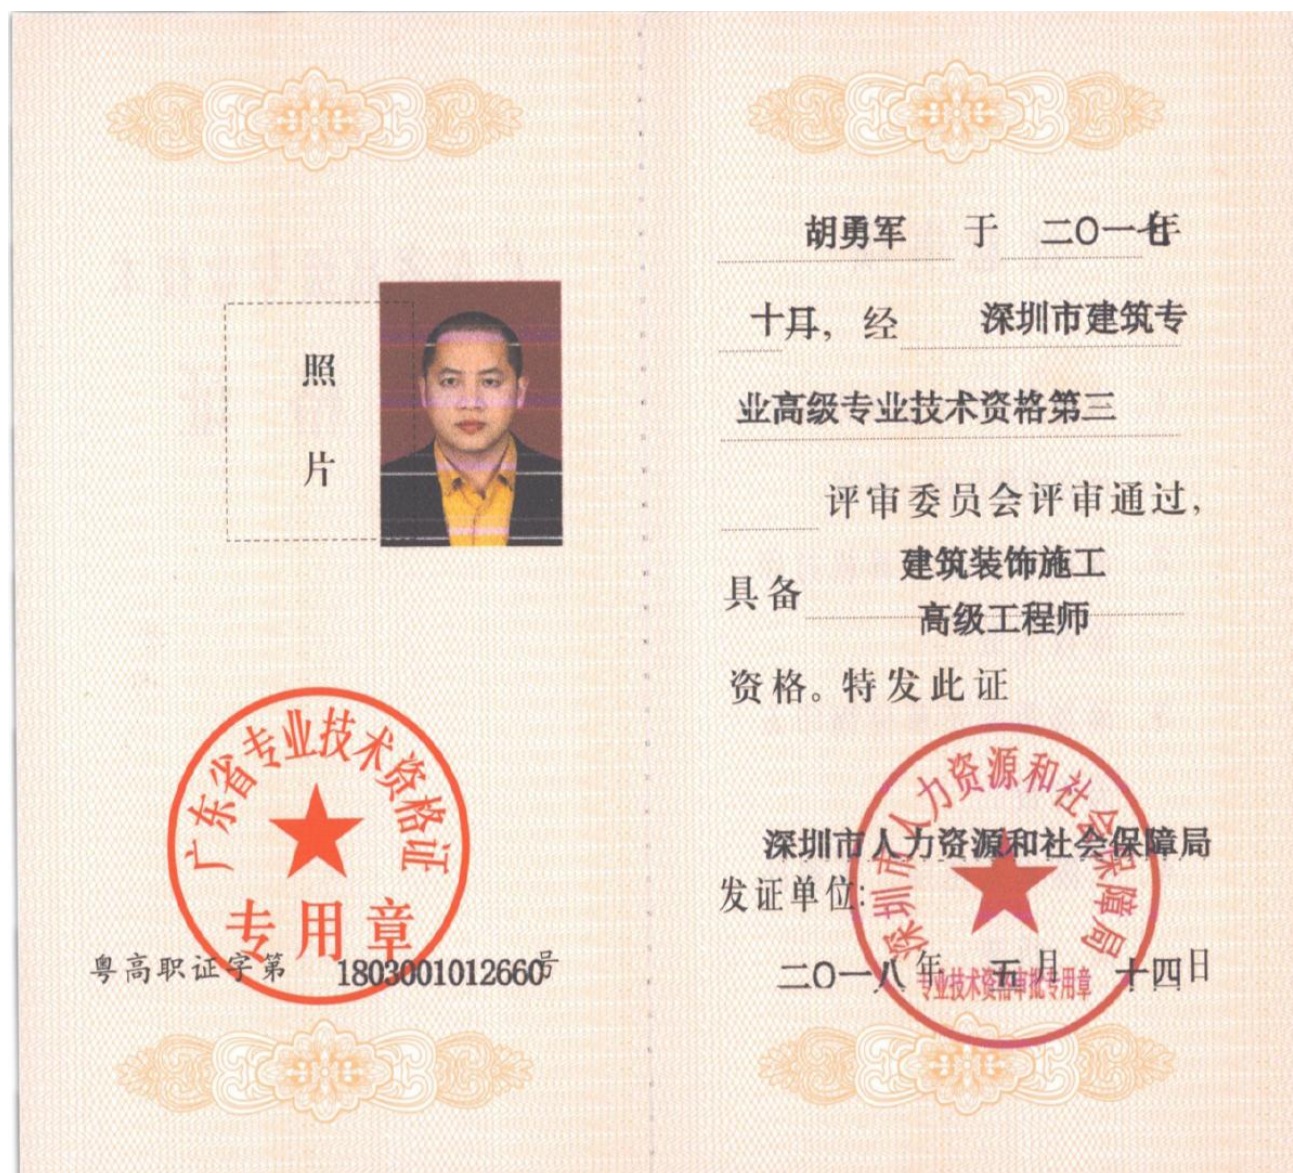 照
片
广东省专业技术资格证
专用章
粤高职证字第 1803001012660号
胡勇军 于 二〇一七年
十月，经 深圳市建筑专
业高级专业技术资格第三
评审委员会评审通过，
具备 建筑装饰施工
高级工程师
资格。特发此证
深圳市人力资源和社会保障局
深圳市人力资源和社会保障局
发证单位：
二〇一八年 五月 十四日
专业技术资格审批专用章